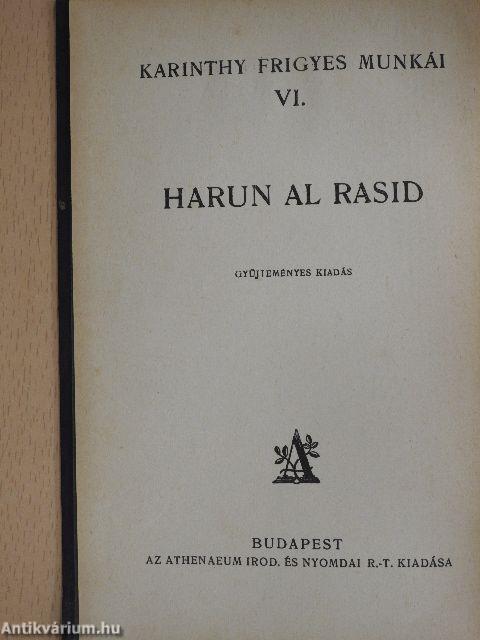 KARINTHY FRIGYES MUNKÁI
VI.
HARUN AL RASID
GYŰJTEMÉNYES KIADÁS
A
BUDAPEST
AZ ATHENAEUM IROD. ÉS NYOMDAI R.-T. KIADÁSA
Antikvárium.hu